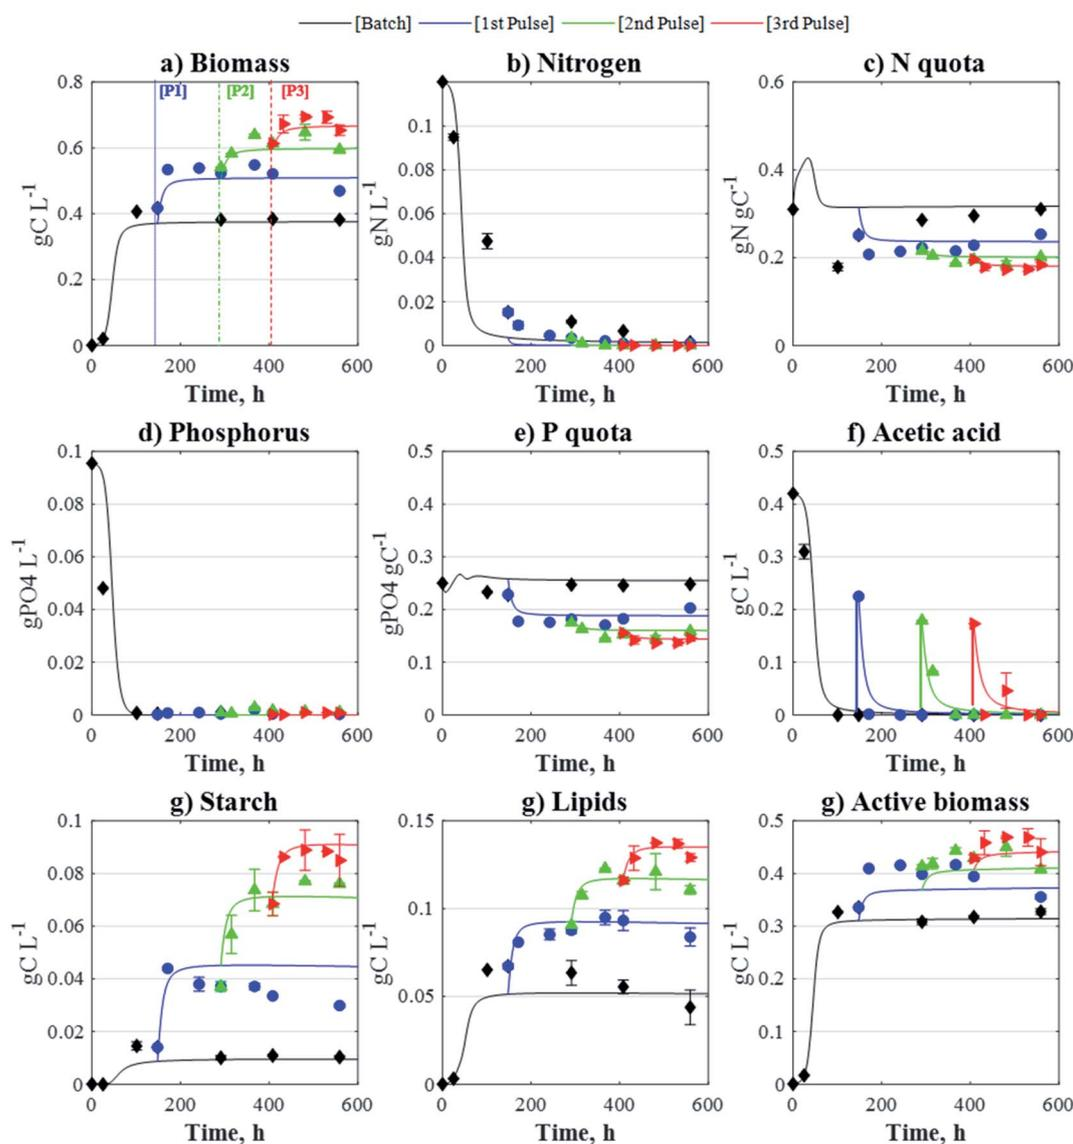 [Batch] [1st Pulse] [2nd Pulse] [3rd Pulse]
a) Biomass
[P1] [P2] [P3]
gC L-1
0.8
0.6
0.4
0.2
0
0 200 400 600
Time, h
b) Nitrogen
gN L-1
0.1
0.08
0.06
0.04
0.02
0
0 200 400 600
Time, h
c) N quota
gN gC-1
0.6
0.4
0.2
0
0 200 400 600
Time, h
d) Phosphorus
gPO4 L-1
0.1
0.08
0.06
0.04
0.02
0
0 200 400 600
Time, h
e) P quota
gPO4 gC-1
0.5
0.4
0.3
0.2
0.1
0
0 200 400 600
Time, h
f) Acetic acid
gC L-1
0.5
0.4
0.3
0.2
0.1
0
0 200 400 600
Time, h
g) Starch
gC L-1
0.1
0.08
0.06
0.04
0.02
0
0 200 400 600
Time, h
g) Lipids
gC L-1
0.15
0.1
0.05
0
0 200 400 600
Time, h
g) Active biomass
gC L-1
0.5
0.4
0.3
0.2
0.1
0
0 200 400 600
Time, h